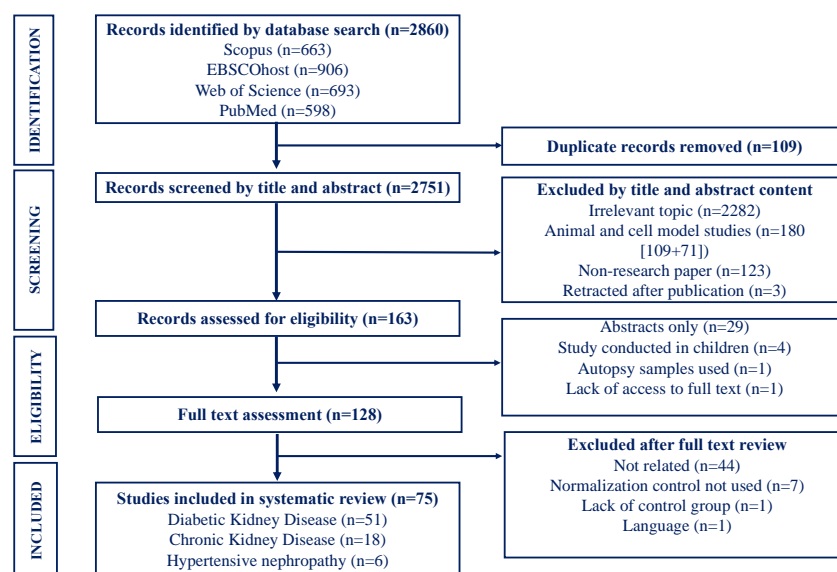 IDENTIFICATION
Records identified by database search (n=2860)
Scopus (n=663)
EBSCOhost (n=906)
Web of Science (n=693)
PubMed (n=598)
Duplicate records removed (n=109)
SCREENING
Records screened by title and abstract (n=2751)
Excluded by title and abstract content
Irrelevant topic (n=2282)
Animal and cell model studies (n=180
[109+71])
Non-research paper (n=123)
Retracted after publication (n=3)
Records assessed for eligibility (n=163)
ELIGIBILITY
Abstracts only (n=29)
Study conducted in children (n=4)
Autopsy samples used (n=1)
Lack of access to full text (n=1)
Full text assessment (n=128)
Excluded after full text review
Not related (n=44)
Normalization control not used (n=7)
Lack of control group (n=1)
Language (n=1)
INCLUDED
Studies included in systematic review (n=75)
Diabetic Kidney Disease (n=51)
Chronic Kidney Disease (n=18)
Hypertensive nephropathy (n=6)